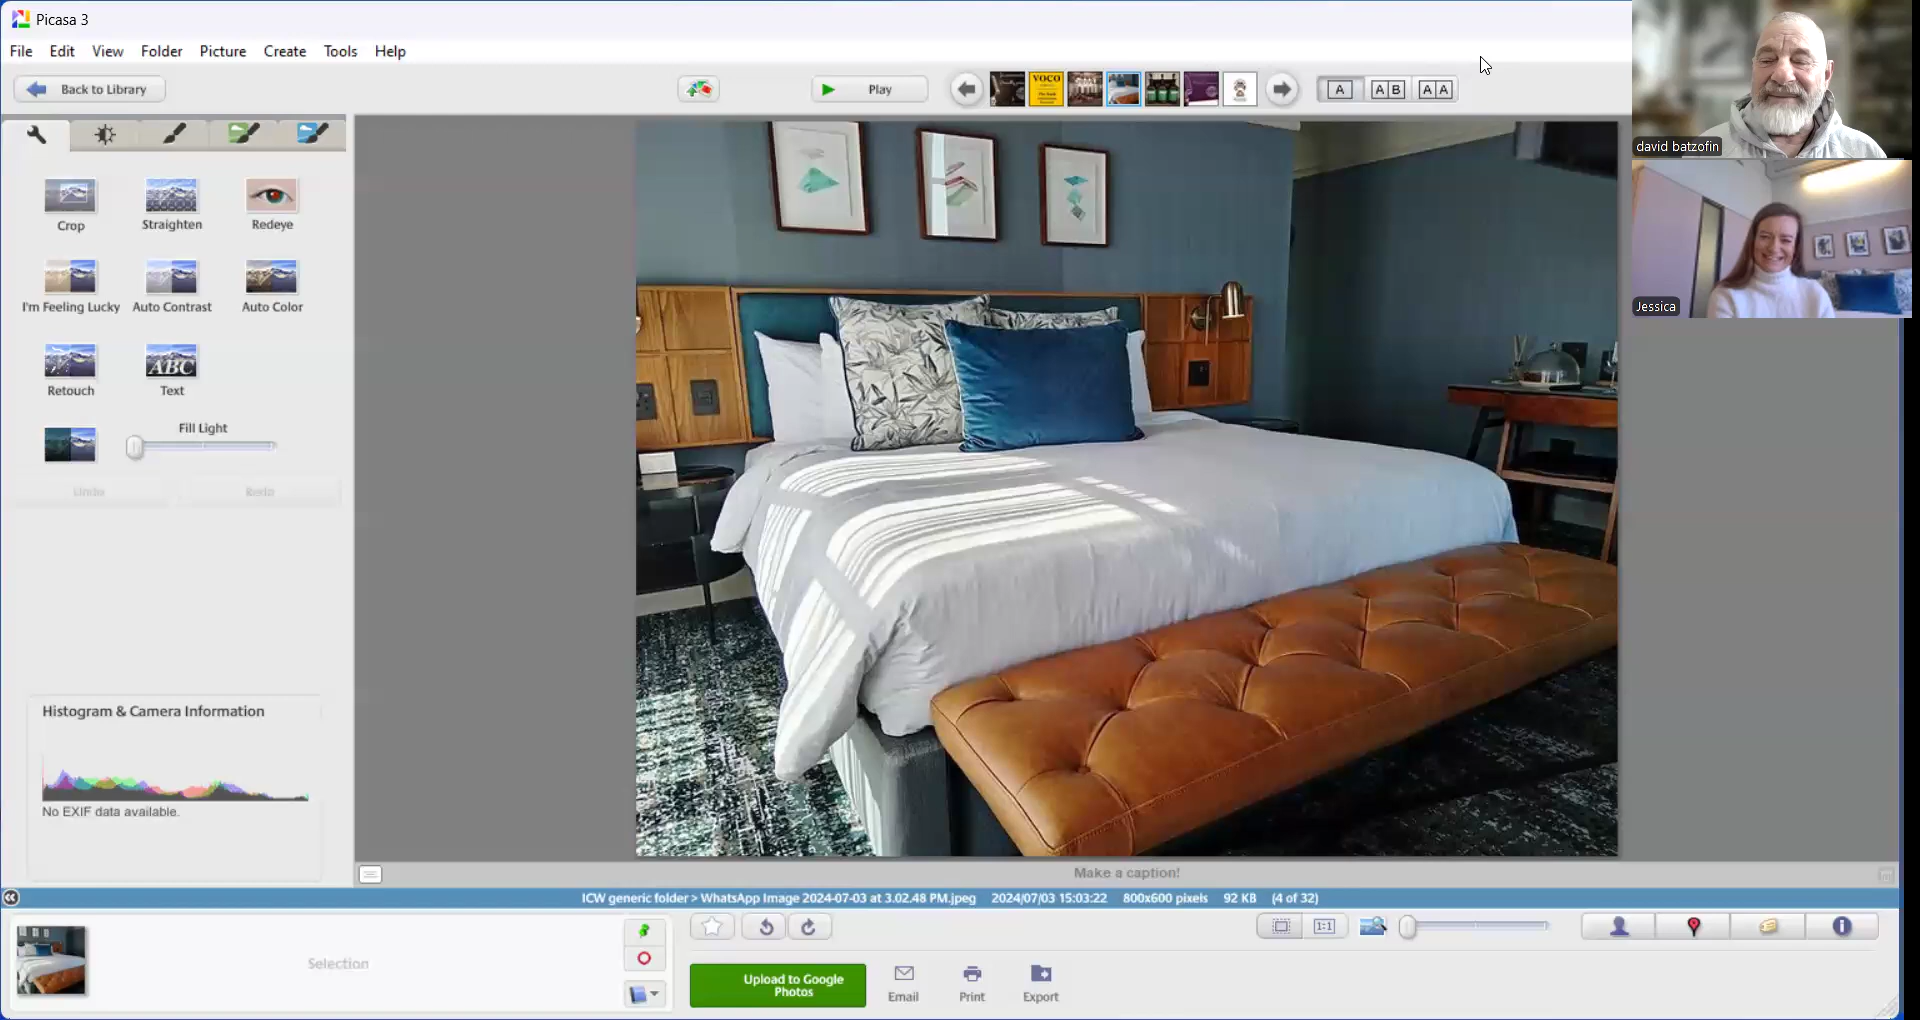 Picasa 3
File Edit View Folder Picture Create Tools Help
Back to Library
Play
VOCO
A
A B
A A
david batzofin
Jessica
Crop
Straighten
Redeye
I'm Feeling Lucky
Auto Contrast
Auto Color
ABC
Retouch
Text
Fill Light
Undo
Redo
Histogram & Camera Information
No EXIF data available.
Make a caption!
ICW generic folder > WhatsApp Image 2024-07-03 at 3.02.48 PM.jpeg 2024/07/03 15:03:22 800x600 pixels 92 KB (4 of 32)
1:1
Selection
Upload to Google
Photos
Email
Print
Export